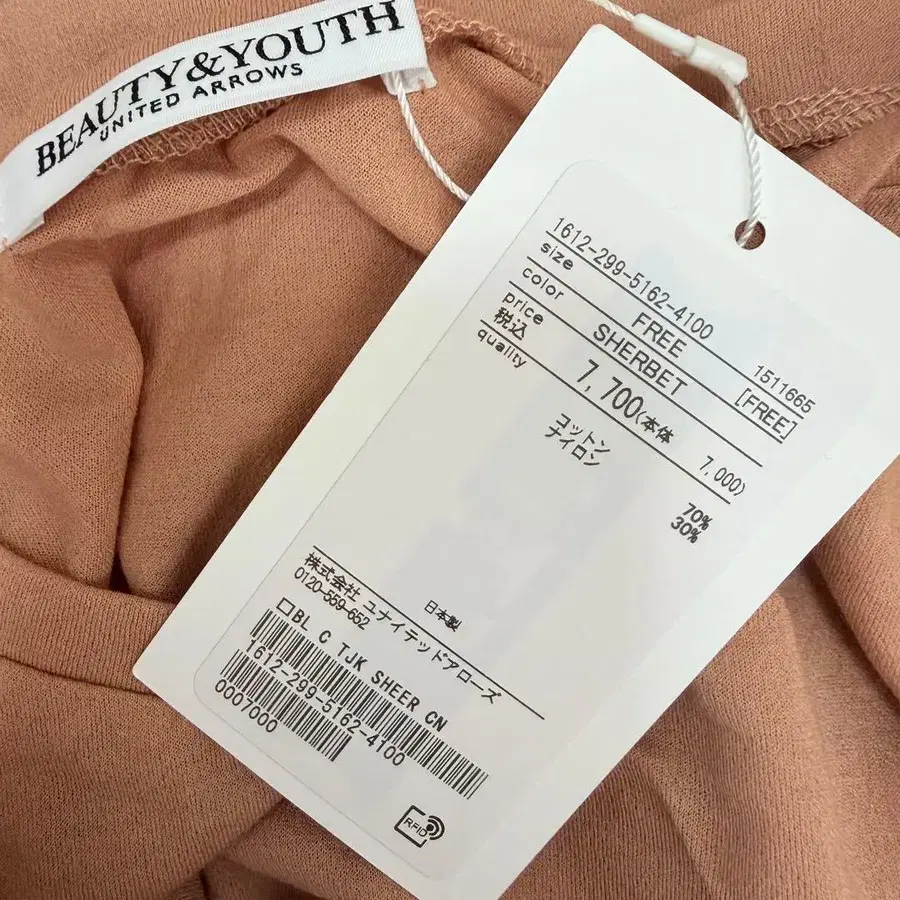 BEAUTY&YOUTH
UNITED ARROWS
1612-299-5162-4100 1511665
size FREE [FREE]
color SHERBET
price
税込 7,700(本体 7,000)
quality
コットン 70%
ナイロン 30%
日本製
株式会社 ユナイテッドアローズ
0120-559-652
□BL C TJK SHEER CN
1612-299-5162-4100
0007000
RFID